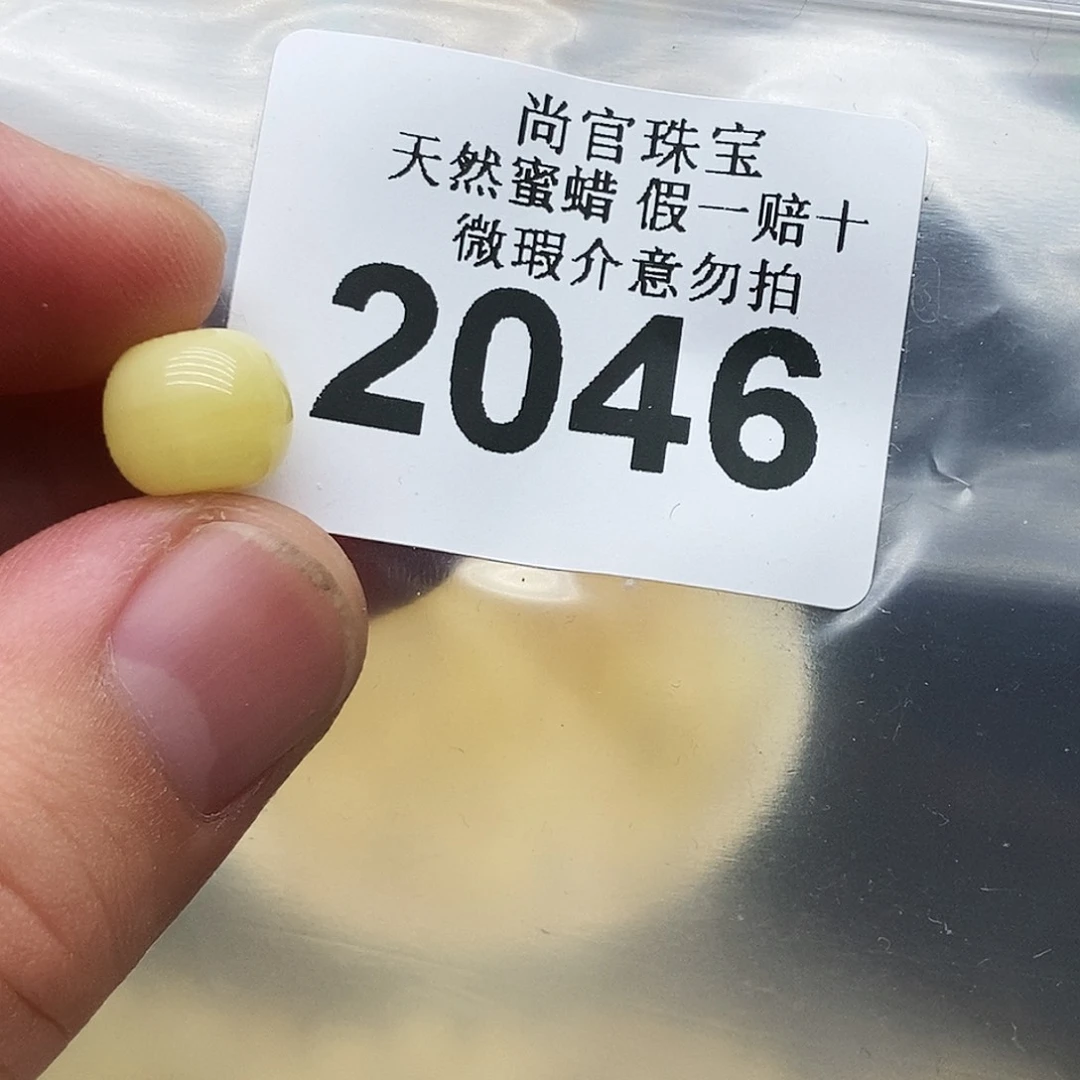 尚官珠宝
天然蜜蜡 假一赔十
微瑕介意勿拍
2046